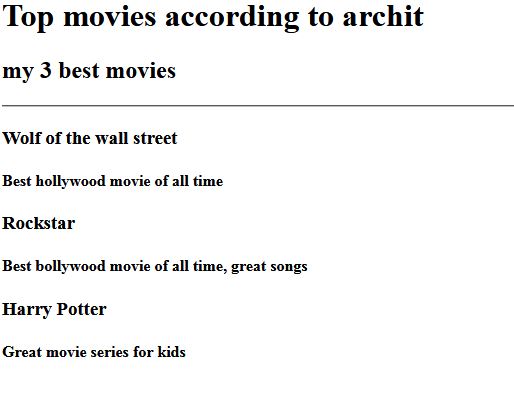 Top movies according to archit
my 3 best movies
Wolf of the wall street
Best hollywood movie of all time
Rockstar
Best bollywood movie of all time, great songs
Harry Potter
Great movie series for kids